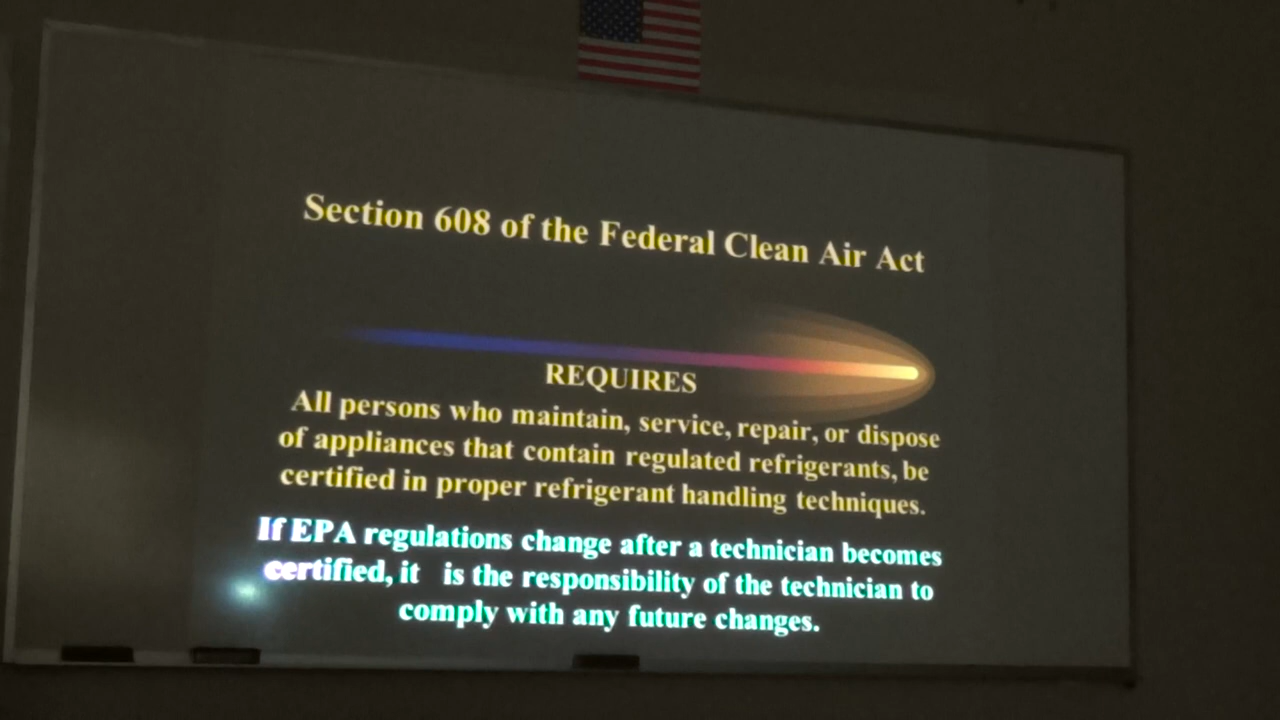 Section 608 of the Federal Clean Air Act
REQUIRES
All persons who maintain, service, repair, or dispose
of appliances that contain regulated refrigerants, be
certified in proper refrigerant handling techniques.
If EPA regulations change after a technician becomes
certified, it is the responsibility of the technician to
comply with any future changes.